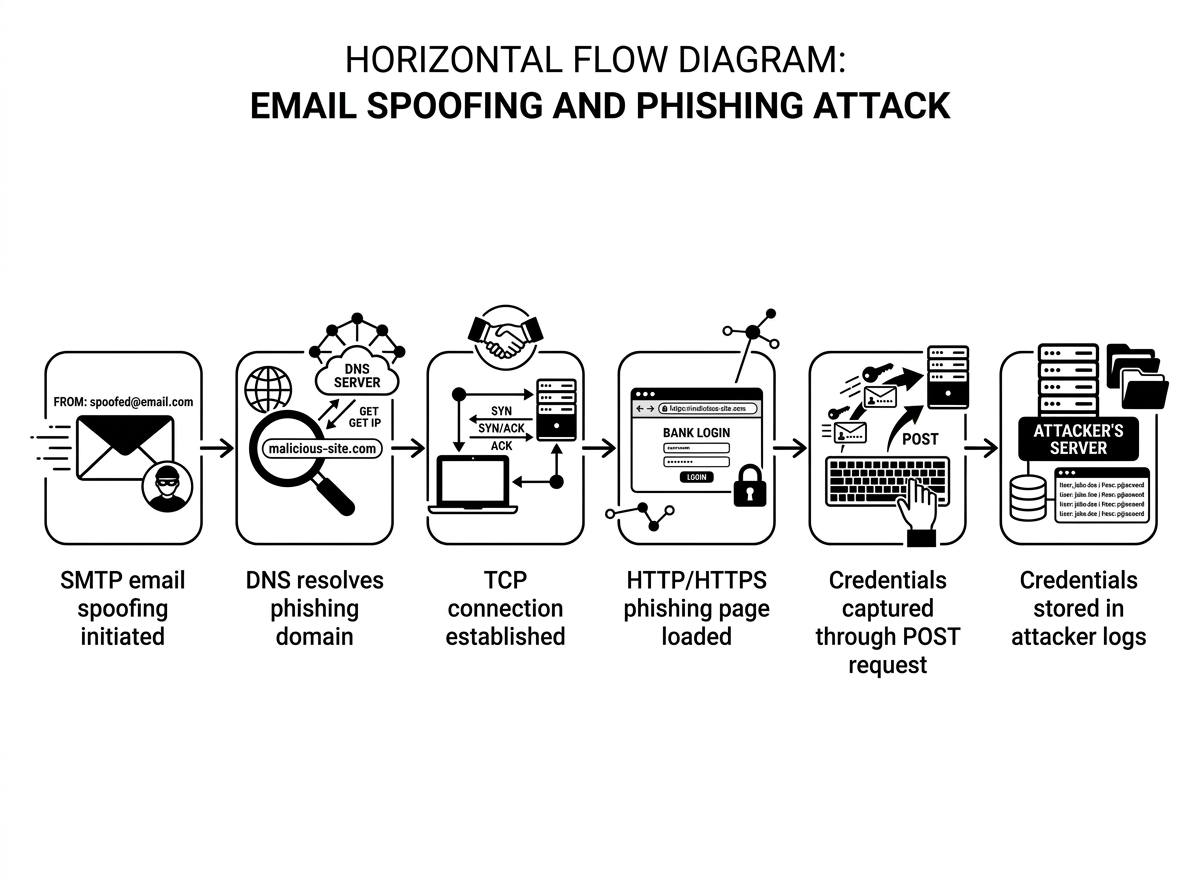 HORIZONTAL FLOW DIAGRAM:
EMAIL SPOOFING AND PHISHING ATTACK
FROM: spoofed@email.com
SMTP email
spoofing
initiated
DNS
SERVER
GET
GET IP
malicious-site.com
DNS resolves
phishing
domain
SYN
SYN/ACK
ACK
TCP
connection
established
BANK LOGIN
LOGIN
HTTP/HTTPS
phishing page
loaded
POST
Credentials
captured
through POST
request
ATTACKER'S
SERVER
Credentials
stored in
attacker logs